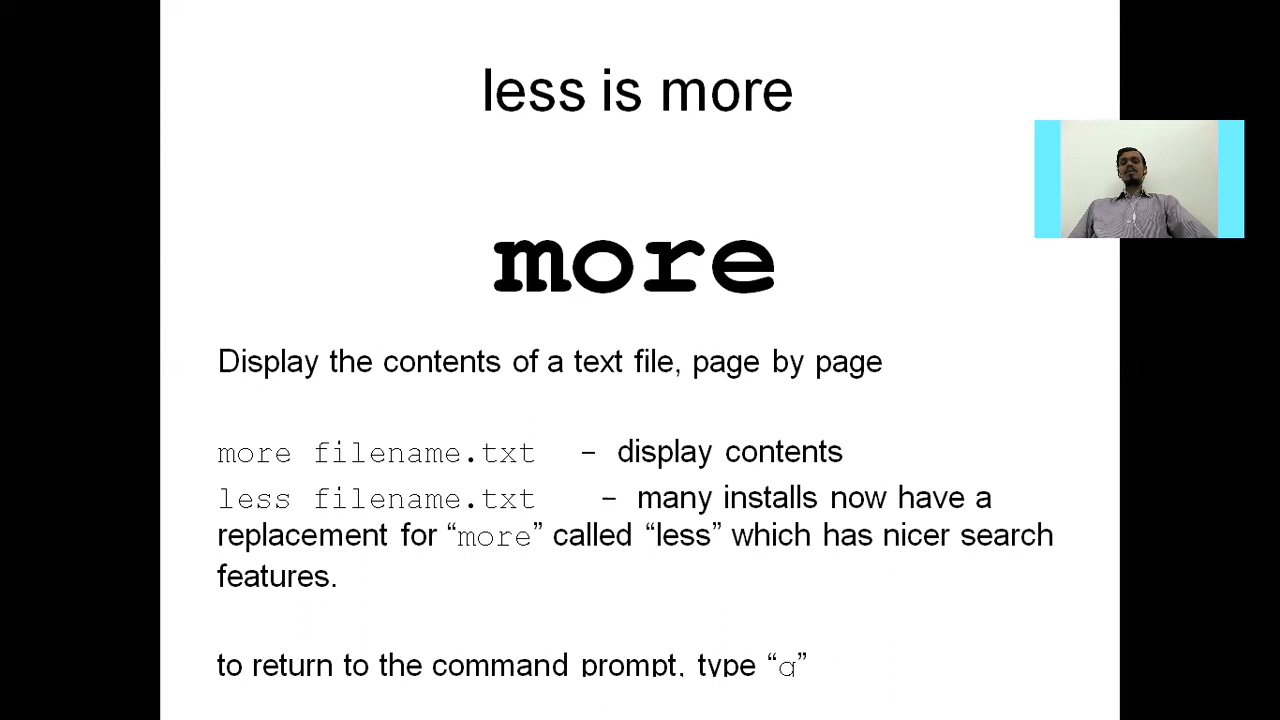 less is more
more
Display the contents of a text file, page by page
more filename.txt – display contents
less filename.txt – many installs now have a
replacement for “more” called “less” which has nicer search
features.
to return to the command prompt, type “q”